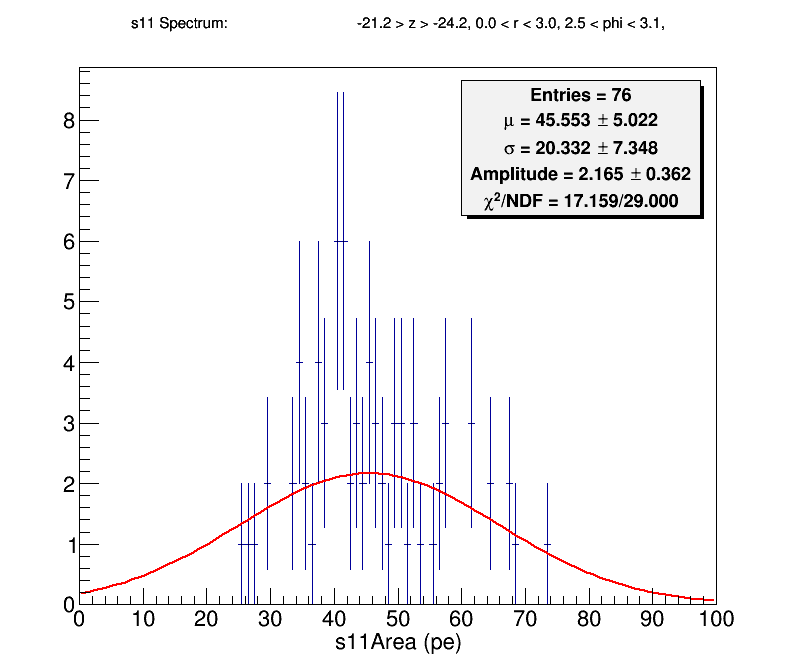 s11 Spectrum: -21.2 > z > -24.2, 0.0 < r < 3.0, 2.5 < phi < 3.1,
Entries = 76
μ = 45.553 ± 5.022
σ = 20.332 ± 7.348
Amplitude = 2.165 ± 0.362
χ²/NDF = 17.159/29.000
8
7
6
5
4
3
2
1
0
0 10 20 30 40 50 60 70 80 90 100
s11Area (pe)